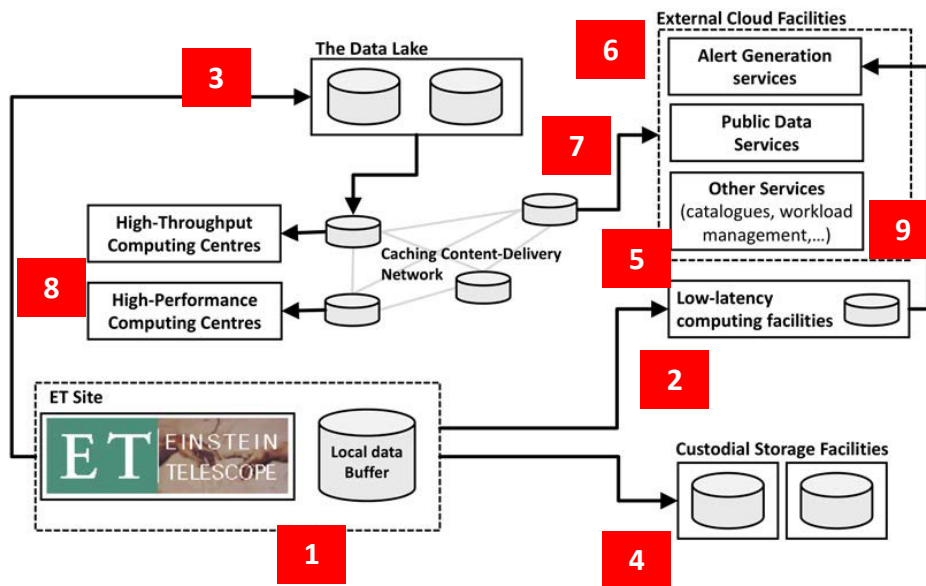 External Cloud Facilities
6
The Data Lake
3
Alert Generation
services
7
Public Data
Services
Other Services
(catalogues, workload
management,...)
9
High-Throughput
Computing Centres
Caching Content-Delivery
Network
5
8
High-Performance
Computing Centres
Low-latency
computing facilities
2
ET Site
ET
EINSTEIN
TELESCOPE
Local data
Buffer
Custodial Storage Facilities
1
4